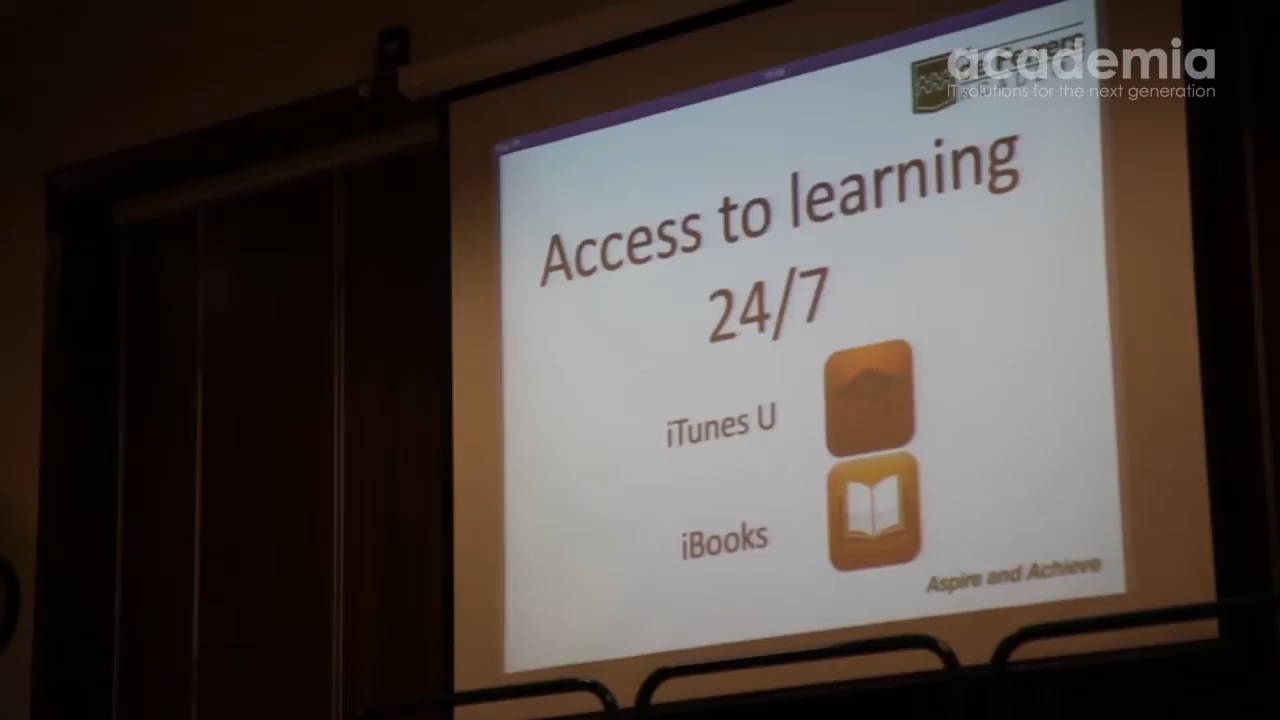 academia
IT solutions for the next generation
Access to learning
24/7
iTunes U
iBooks
Aspire and Achieve